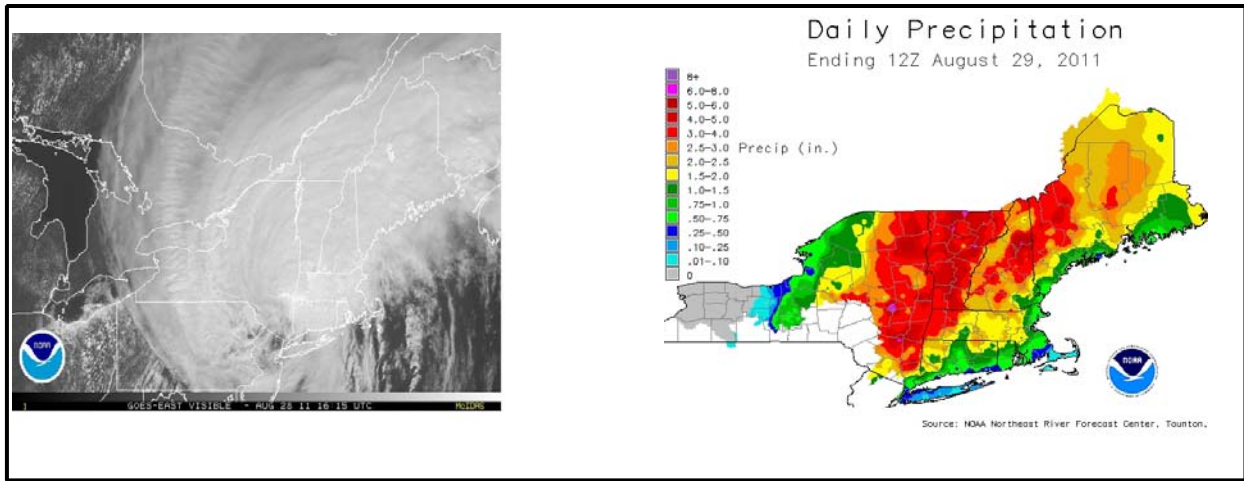 NOAA
1 GOES-EAST VISIBLE - AUG 28 11 16:15 UTC McIDAS
Daily Precipitation
Ending 12Z August 29, 2011
Precip (in.)
8+
6.0-8.0
5.0-6.0
4.0-5.0
3.0-4.0
2.5-3.0
2.0-2.5
1.5-2.0
1.0-1.5
.75-1.0
.50-.75
.25-.50
.10-.25
.01-.10
0
NOAA
Source: NOAA Northeast River Forecast Center, Taunton,